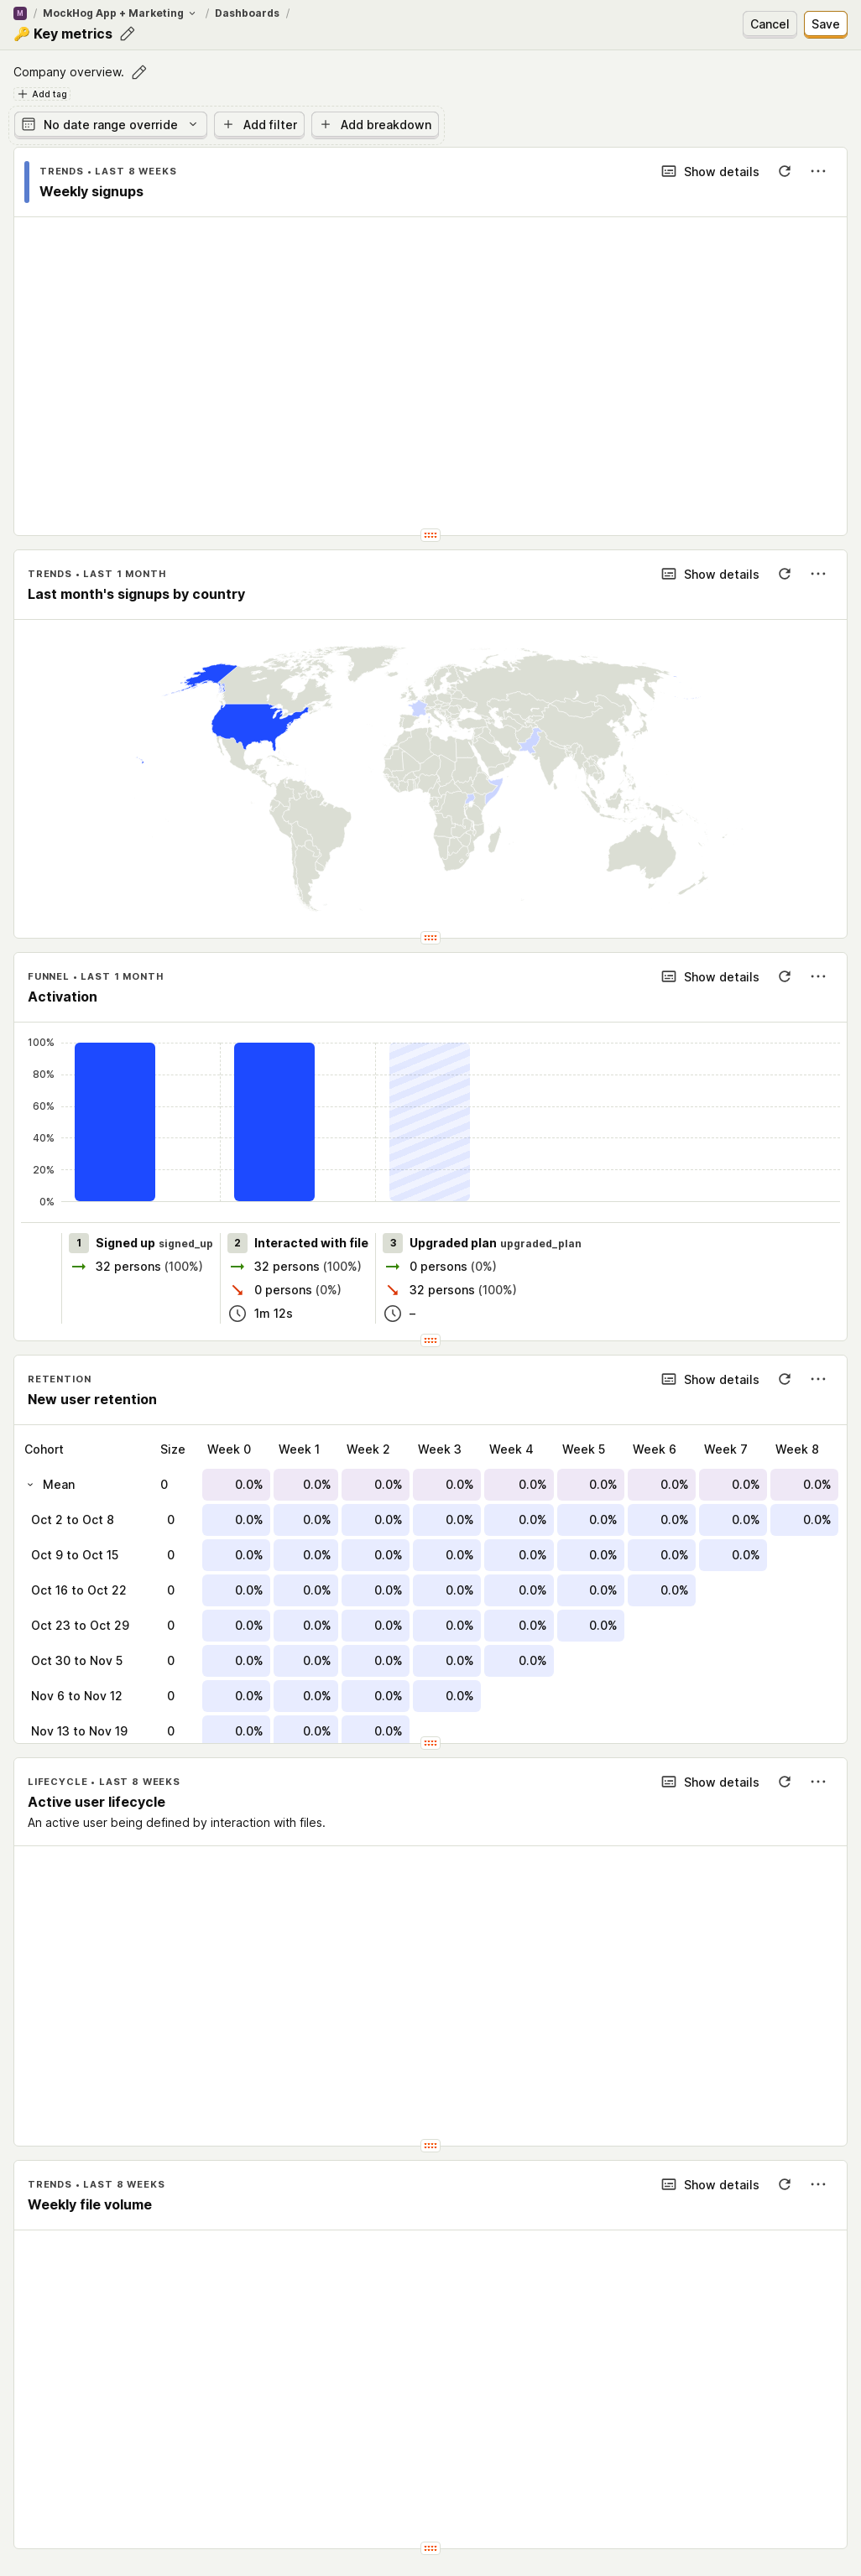 M / MockHog App + Marketing / Dashboards /
🔑 Key metrics
Cancel
Save
Company overview.
Add tag
No date range override
Add filter
Add breakdown
TRENDS • LAST 8 WEEKS
Weekly signups
Show details
TRENDS • LAST 1 MONTH
Last month's signups by country
Show details
FUNNEL • LAST 1 MONTH
Activation
Show details
100%
80%
60%
40%
20%
0%
1 Signed up signed_up
32 persons (100%)
2 Interacted with file
32 persons (100%)
0 persons (0%)
1m 12s
3 Upgraded plan upgraded_plan
0 persons (0%)
32 persons (100%)
–
RETENTION
New user retention
Show details
Cohort Size Week 0 Week 1 Week 2 Week 3 Week 4 Week 5 Week 6 Week 7 Week 8
Mean 0 0.0% 0.0% 0.0% 0.0% 0.0% 0.0% 0.0% 0.0% 0.0%
Oct 2 to Oct 8 0 0.0% 0.0% 0.0% 0.0% 0.0% 0.0% 0.0% 0.0% 0.0%
Oct 9 to Oct 15 0 0.0% 0.0% 0.0% 0.0% 0.0% 0.0% 0.0% 0.0%
Oct 16 to Oct 22 0 0.0% 0.0% 0.0% 0.0% 0.0% 0.0% 0.0%
Oct 23 to Oct 29 0 0.0% 0.0% 0.0% 0.0% 0.0% 0.0%
Oct 30 to Nov 5 0 0.0% 0.0% 0.0% 0.0% 0.0%
Nov 6 to Nov 12 0 0.0% 0.0% 0.0% 0.0%
Nov 13 to Nov 19 0 0.0% 0.0% 0.0%
LIFECYCLE • LAST 8 WEEKS
Active user lifecycle
An active user being defined by interaction with files.
Show details
TRENDS • LAST 8 WEEKS
Weekly file volume
Show details